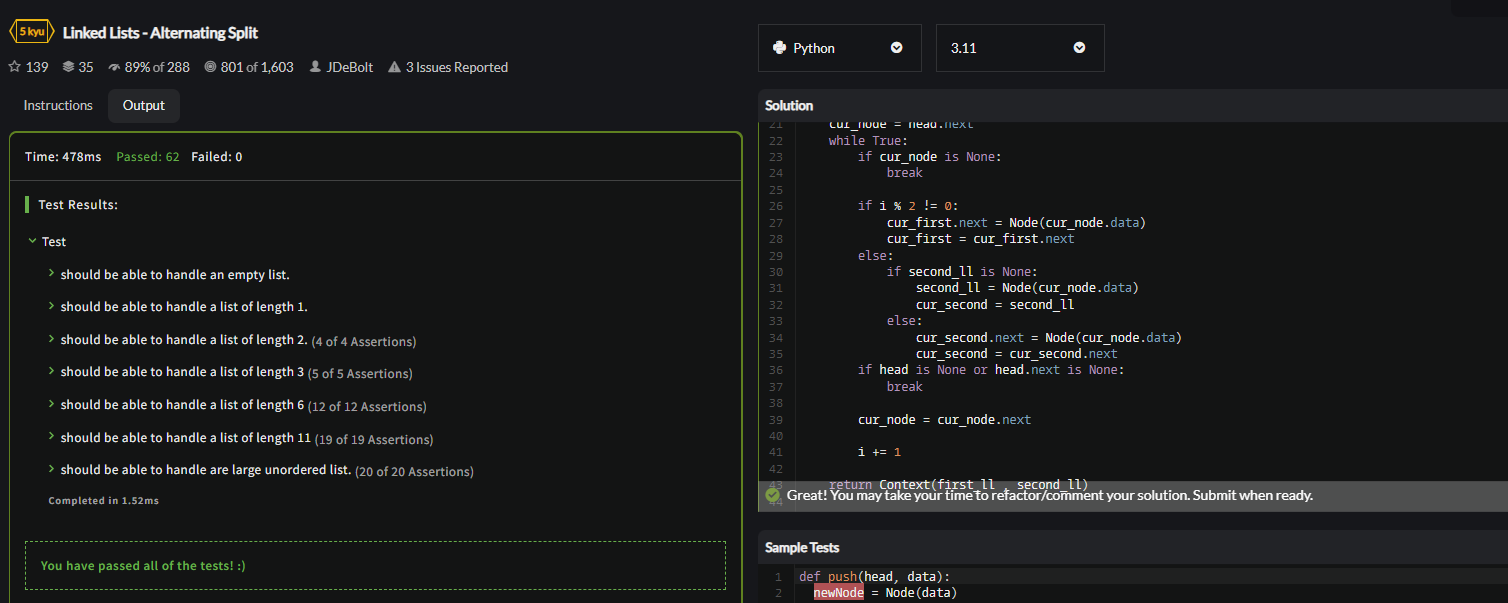 5 kyu Linked Lists - Alternating Split
139 35 89% of 288 801 of 1,603 JDeBolt 3 Issues Reported
Instructions Output
Time: 478ms Passed: 62 Failed: 0
Test Results:
Test
should be able to handle an empty list.
should be able to handle a list of length 1.
should be able to handle a list of length 2. (4 of 4 Assertions)
should be able to handle a list of length 3 (5 of 5 Assertions)
should be able to handle a list of length 6 (12 of 12 Assertions)
should be able to handle a list of length 11 (19 of 19 Assertions)
should be able to handle are large unordered list. (20 of 20 Assertions)
Completed in 1.52ms
You have passed all of the tests! :)
Python 3.11
Solution
21 cur_node = head.next
22 while True:
23 if cur_node is None:
24 break
25
26 if i % 2 != 0:
27 cur_first.next = Node(cur_node.data)
28 cur_first = cur_first.next
29 else:
30 if second_ll is None:
31 second_ll = Node(cur_node.data)
32 cur_second = second_ll
33 else:
34 cur_second.next = Node(cur_node.data)
35 cur_second = cur_second.next
36 if head is None or head.next is None:
37 break
38
39 cur_node = cur_node.next
40
41 i += 1
42
43 return Context(first_ll , second_ll)
44
Great! You may take your time to refactor/comment your solution. Submit when ready.
Sample Tests
1 def push(head, data):
2 newNode = Node(data)